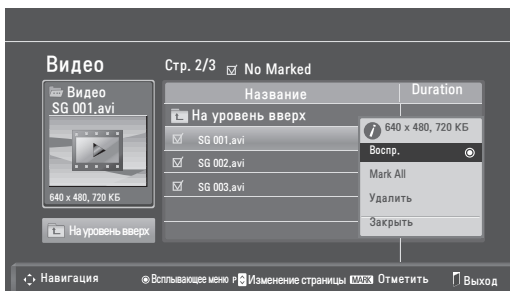 Видео
Стр. 2/3 No Marked
Видео
SG 001.avi
640 x 480, 720 КБ
На уровень вверх
Название
Duration
На уровень вверх
SG 001.avi
SG 002.avi
SG 003.avi
640 x 480, 720 КБ
Воспр.
Mark All
Удалить
Закрыть
Навигация
Всплывающее меню
P Изменение страницы
MARK Отметить
Выход